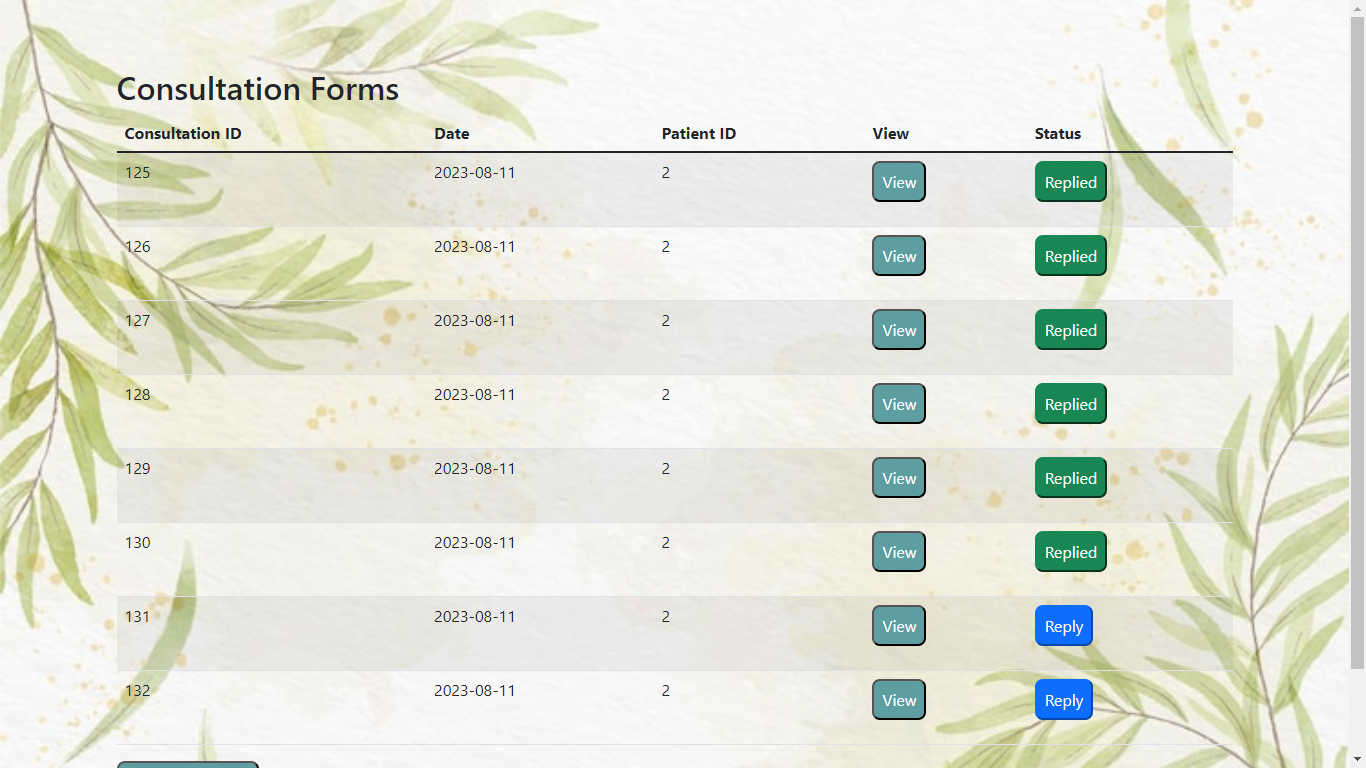 Consultation Forms
Consultation ID Date Patient ID View Status
125 2023-08-11 2 View Replied
126 2023-08-11 2 View Replied
127 2023-08-11 2 View Replied
128 2023-08-11 2 View Replied
129 2023-08-11 2 View Replied
130 2023-08-11 2 View Replied
131 2023-08-11 2 View Reply
132 2023-08-11 2 View Reply